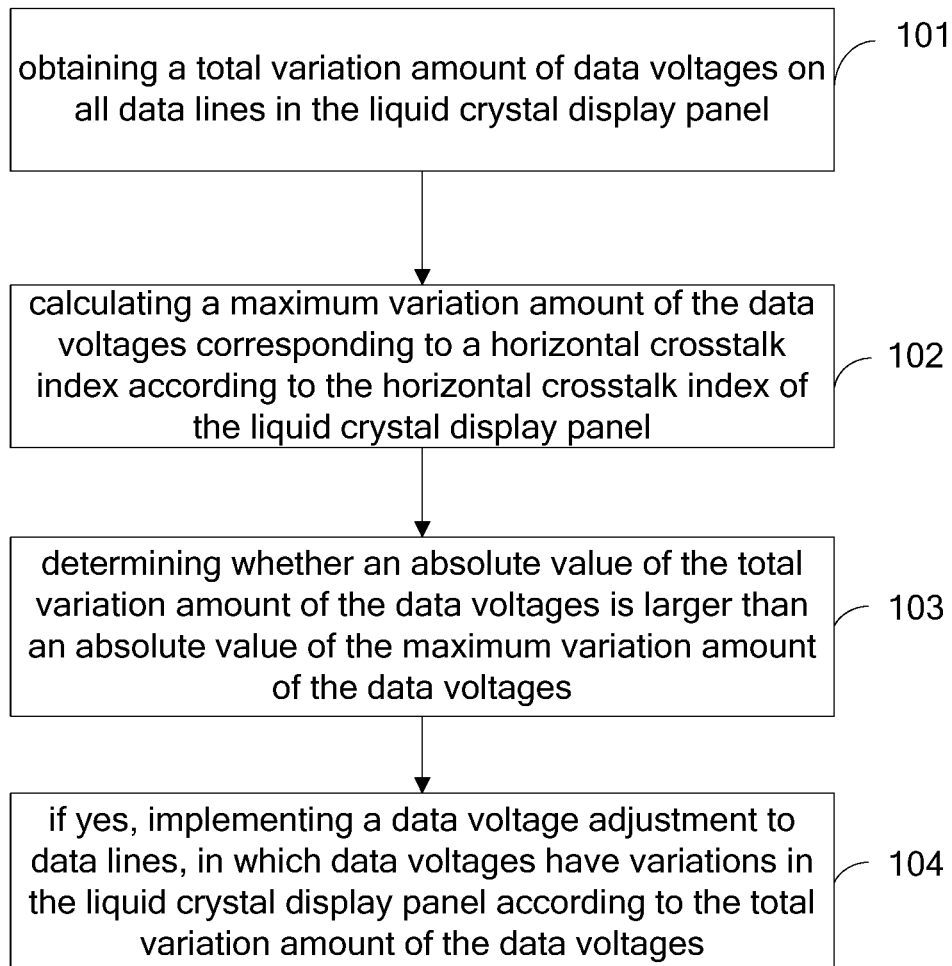 101
obtaining a total variation amount of data voltages on
all data lines in the liquid crystal display panel
calculating a maximum variation amount of the data
voltages corresponding to a horizontal crosstalk
index according to the horizontal crosstalk index of
the liquid crystal display panel
102
determining whether an absolute value of the total
variation amount of the data voltages is larger than
an absolute value of the maximum variation amount
of the data voltages
103
if yes, implementing a data voltage adjustment to
data lines, in which data voltages have variations in
the liquid crystal display panel according to the total
variation amount of the data voltages
104